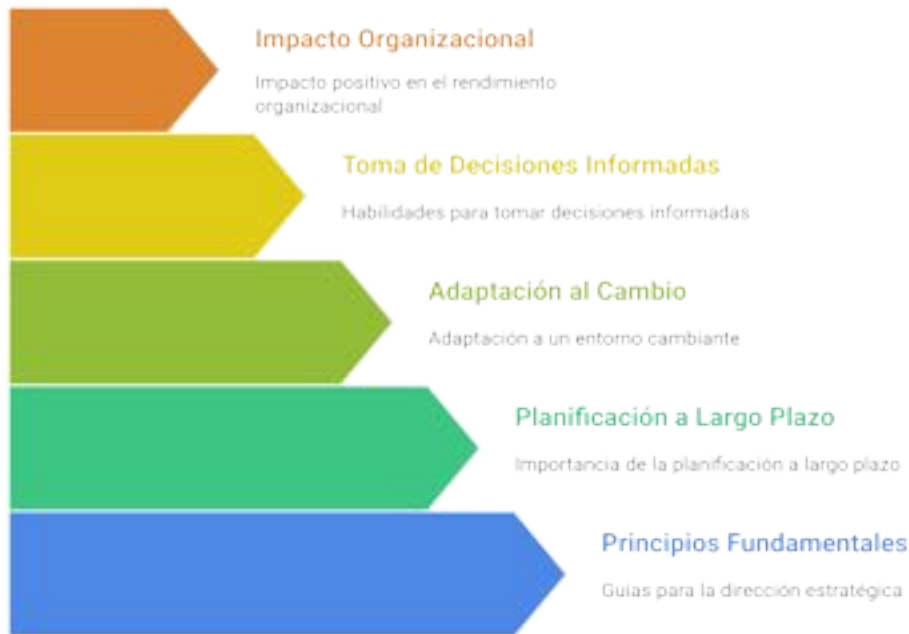 Impacto Organizacional
Impacto positivo en el rendimiento
organizacional
Toma de Decisiones Informadas
Habilidades para tomar decisiones informadas
Adaptación al Cambio
Adaptación a un entorno cambiante
Planificación a Largo Plazo
Importancia de la planificación a largo plazo
Principios Fundamentales
Guías para la dirección estratégica